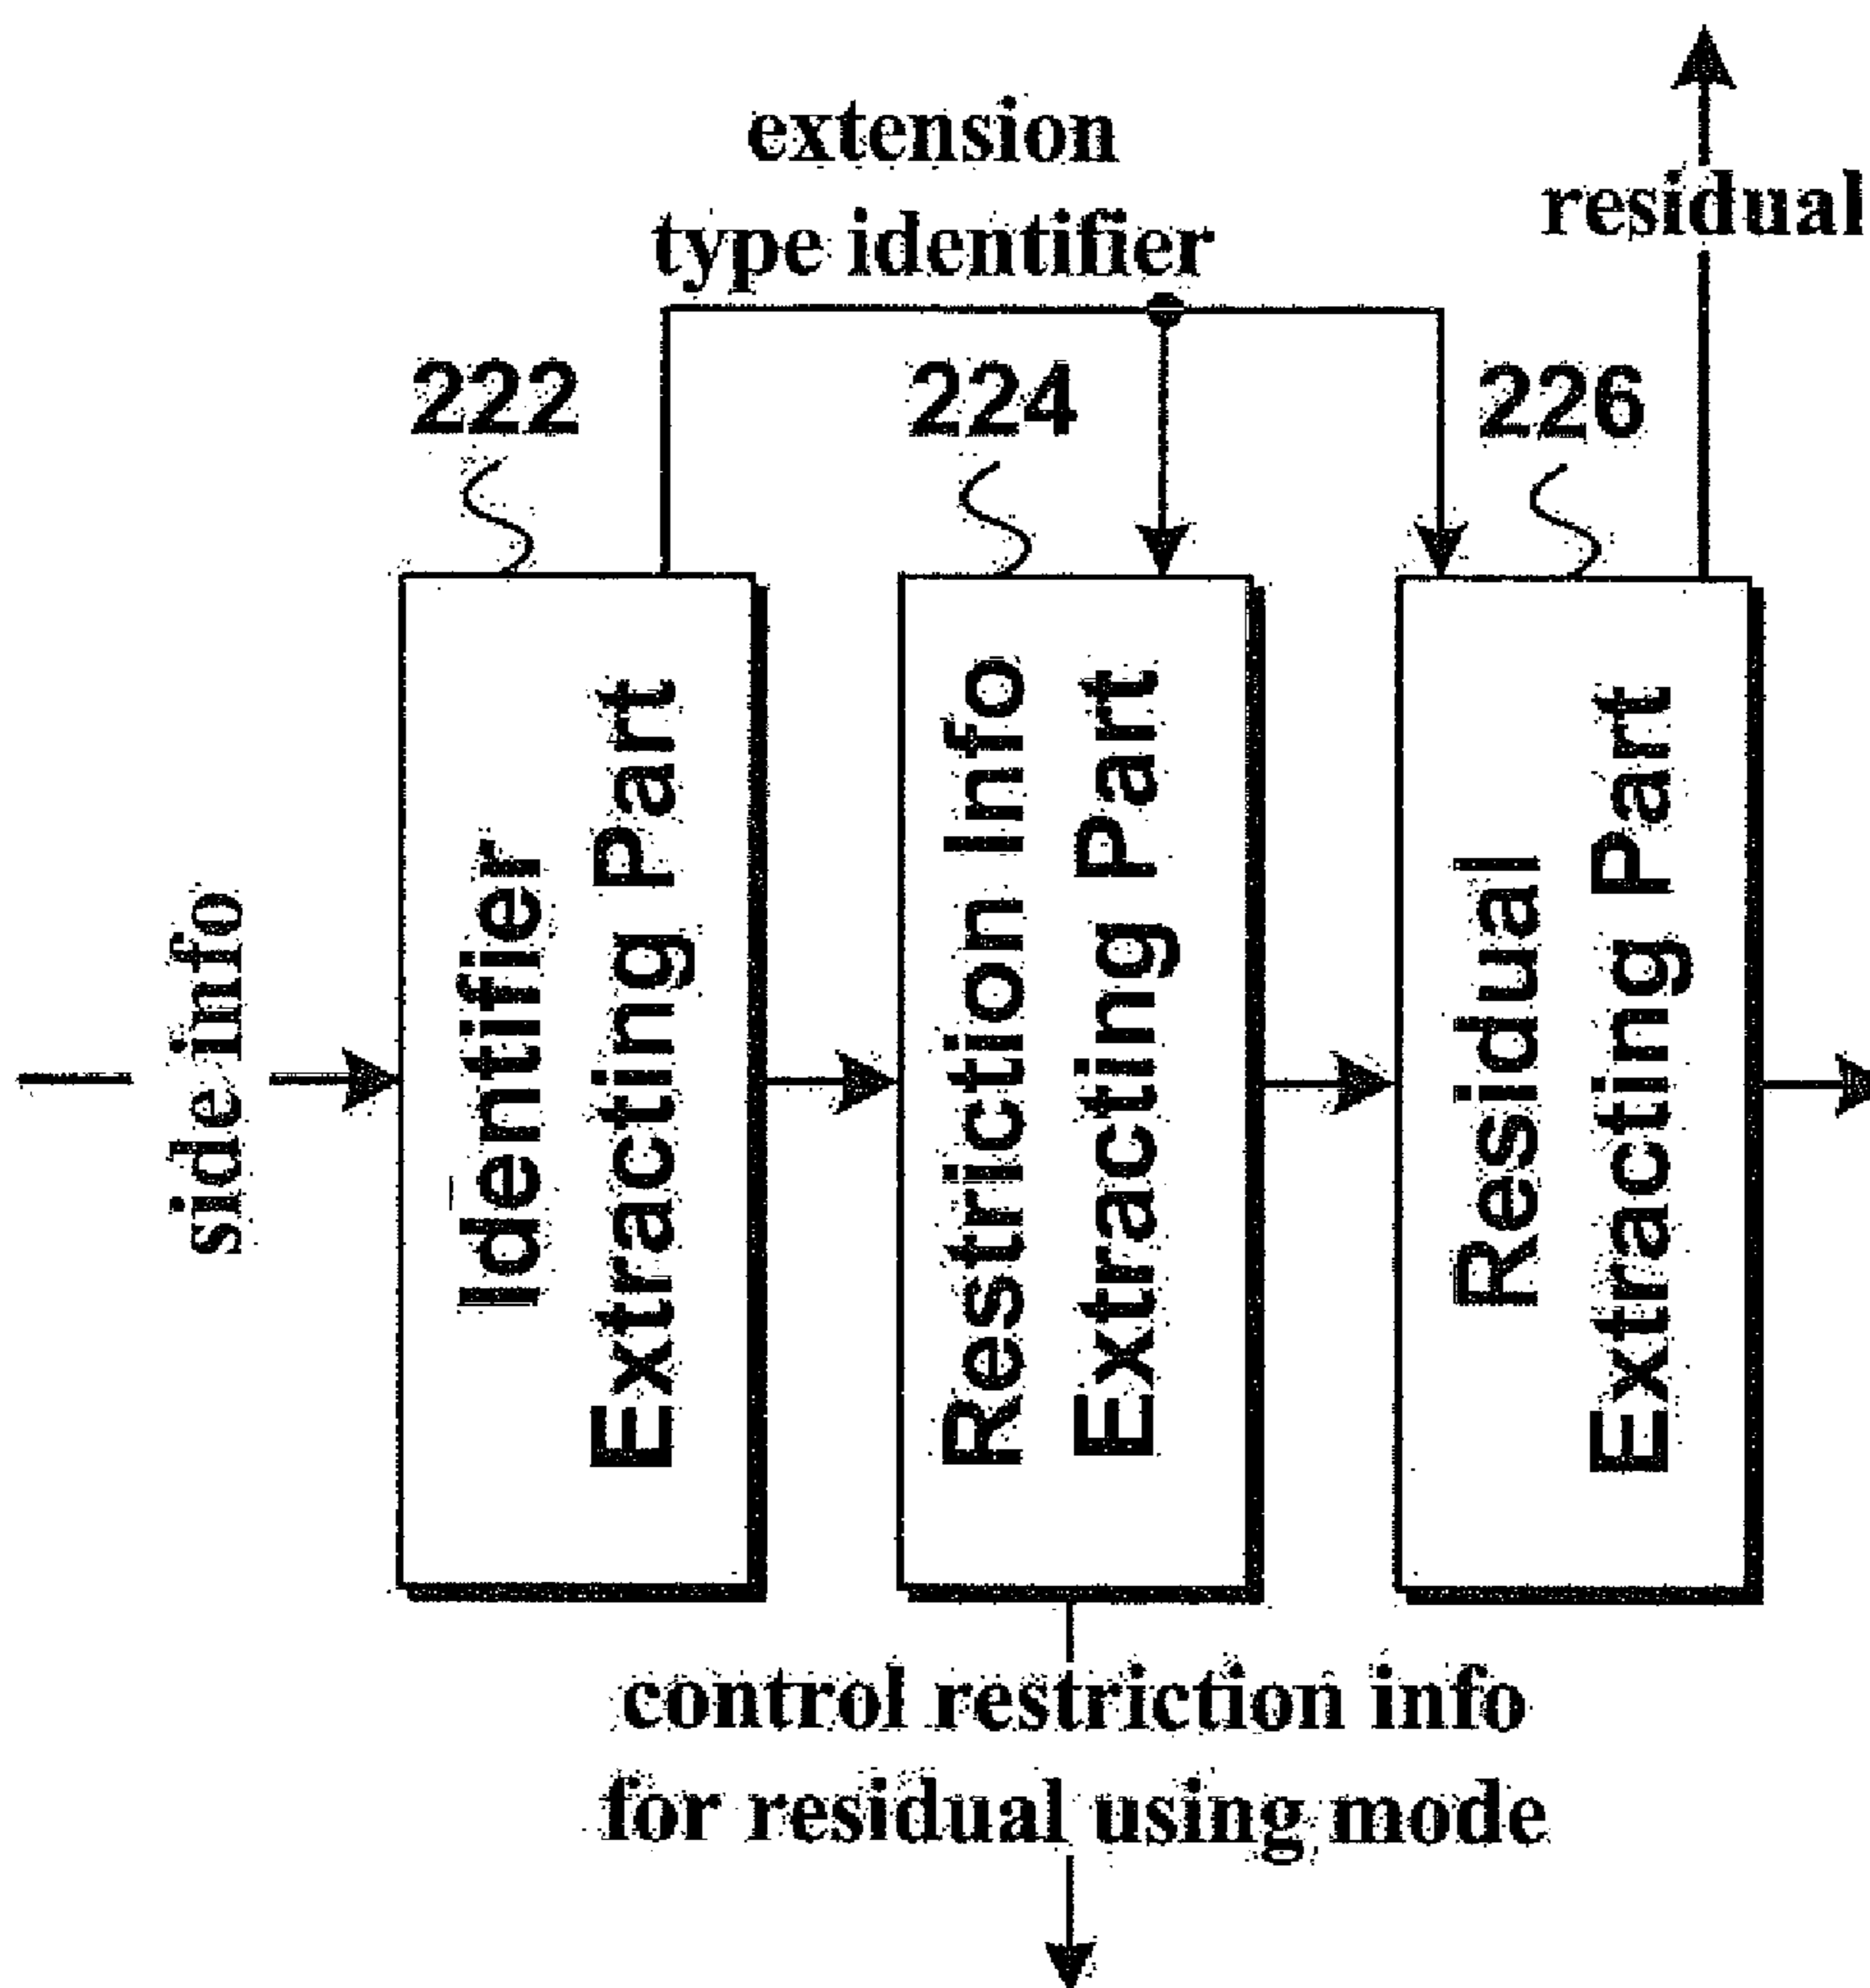 extension
type identifier
residual
222
224
226
side info
Identifier
Extracting Part
Restriction Info
Extracting Part
Residual
Extracting Part
control restriction info
for residual using mode